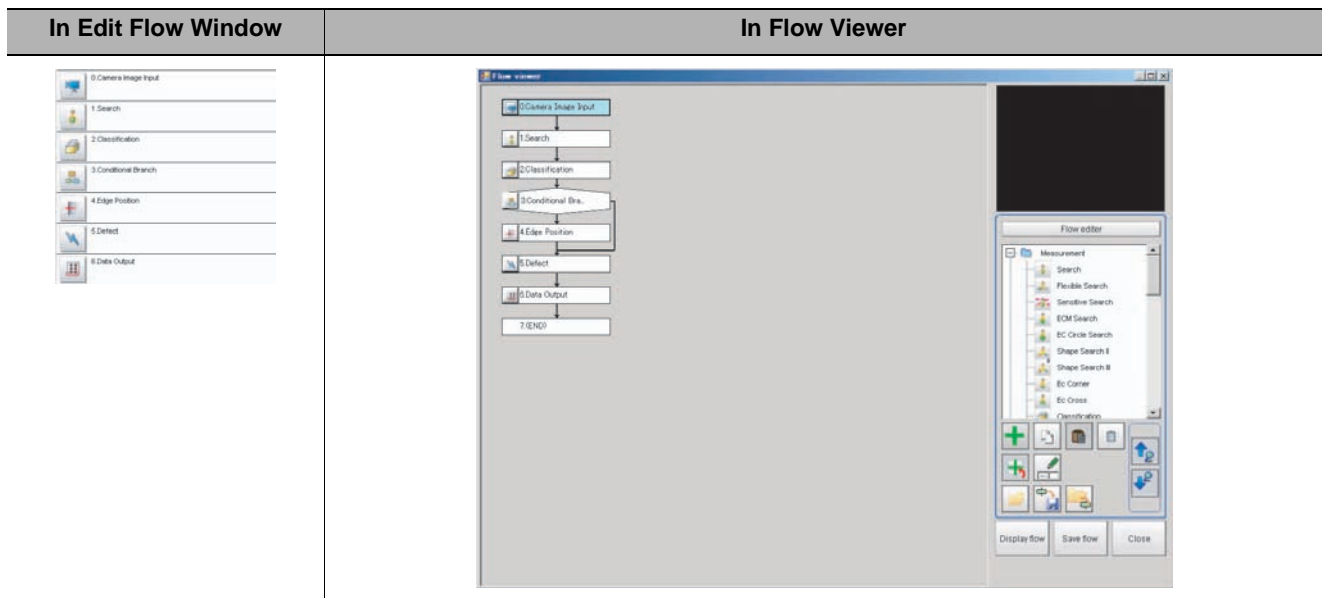 In Edit Flow Window
In Flow Viewer
0.Camera Image Input
1.Search
2.Classification
3.Conditional Branch
4.Edge Position
5.Defect
6.Data Output
Flow viewer
0.Camera Image Input
1.Search
2.Classification
3.Conditional Bra..
4.Edge Position
5.Defect
6.Data Output
7.(END)
Flow editer
Measurement
Search
Flexible Search
Sensitive Search
ECM Search
EC Circle Search
Shape Search II
Shape Search III
Ec Corner
Ec Cross
Classification
Display flow
Save flow
Close